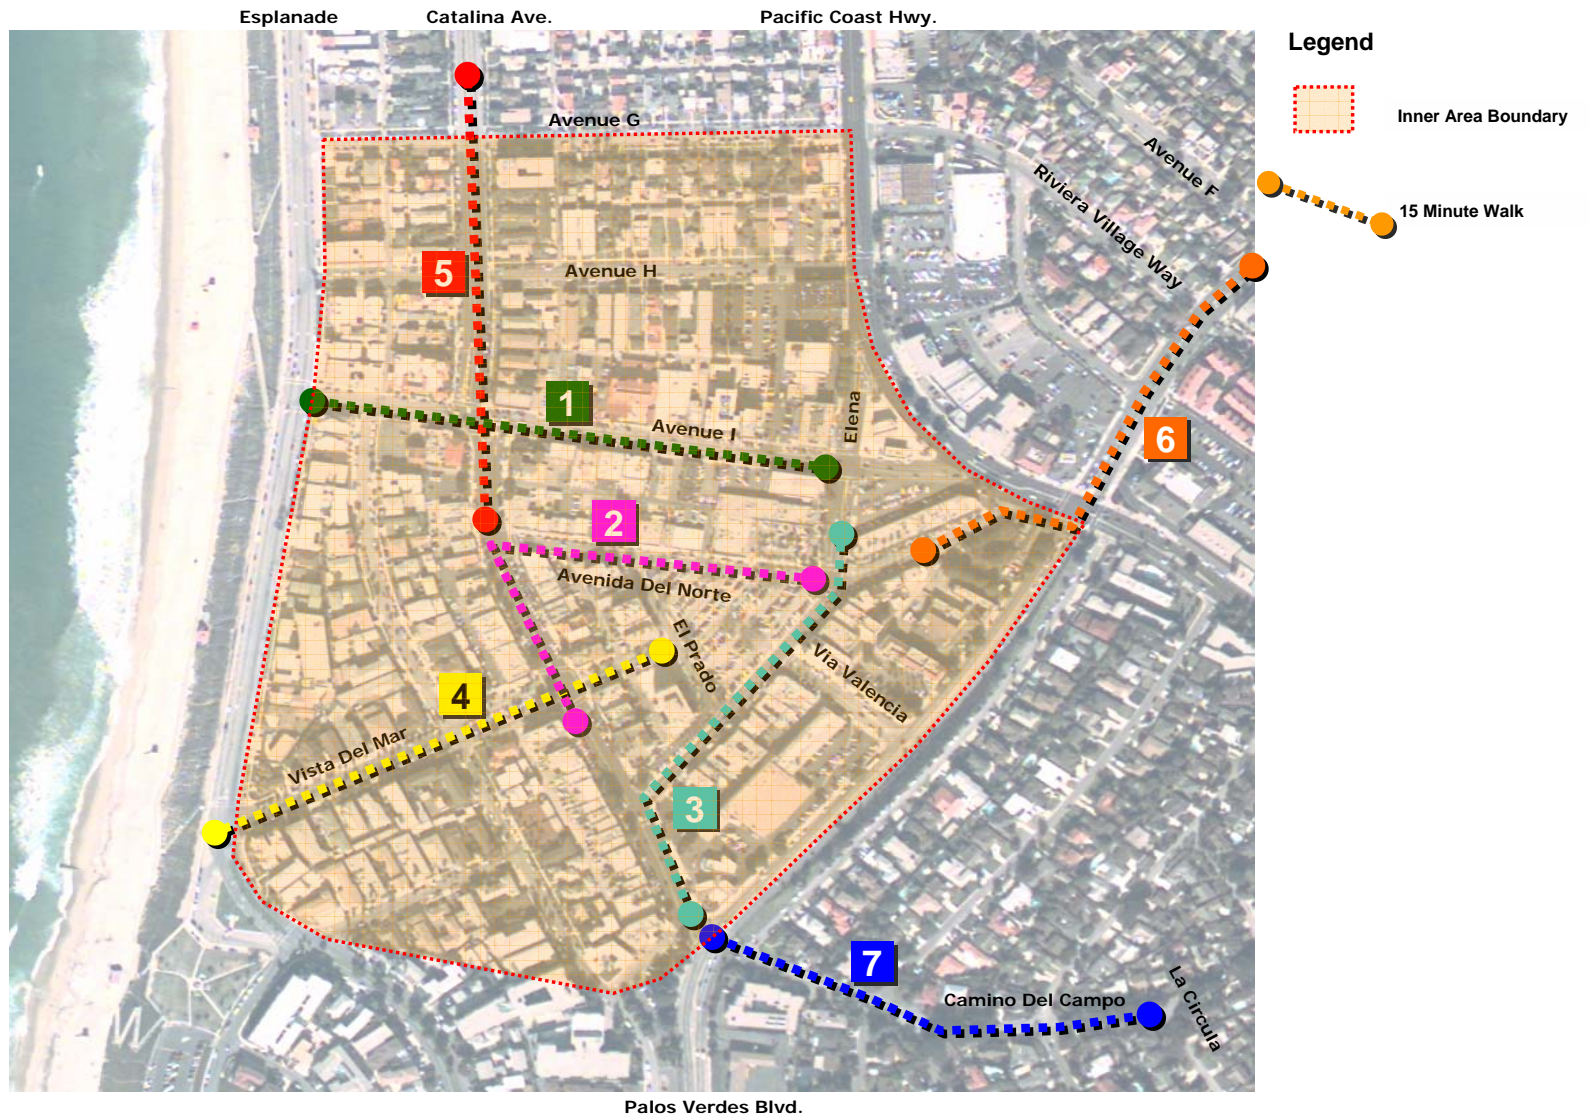 Esplanade
Catalina Ave.
Pacific Coast Hwy.
Legend
Inner Area Boundary
15 Minute Walk
Avenue G
Avenue F
Riviera Village Way
5
Avenue H
1
Avenue I
Elena
6
2
Avenida Del Norte
El Prado
Via Valencia
4
Vista Del Mar
3
7
Camino Del Campo
La Circula
Palos Verdes Blvd.